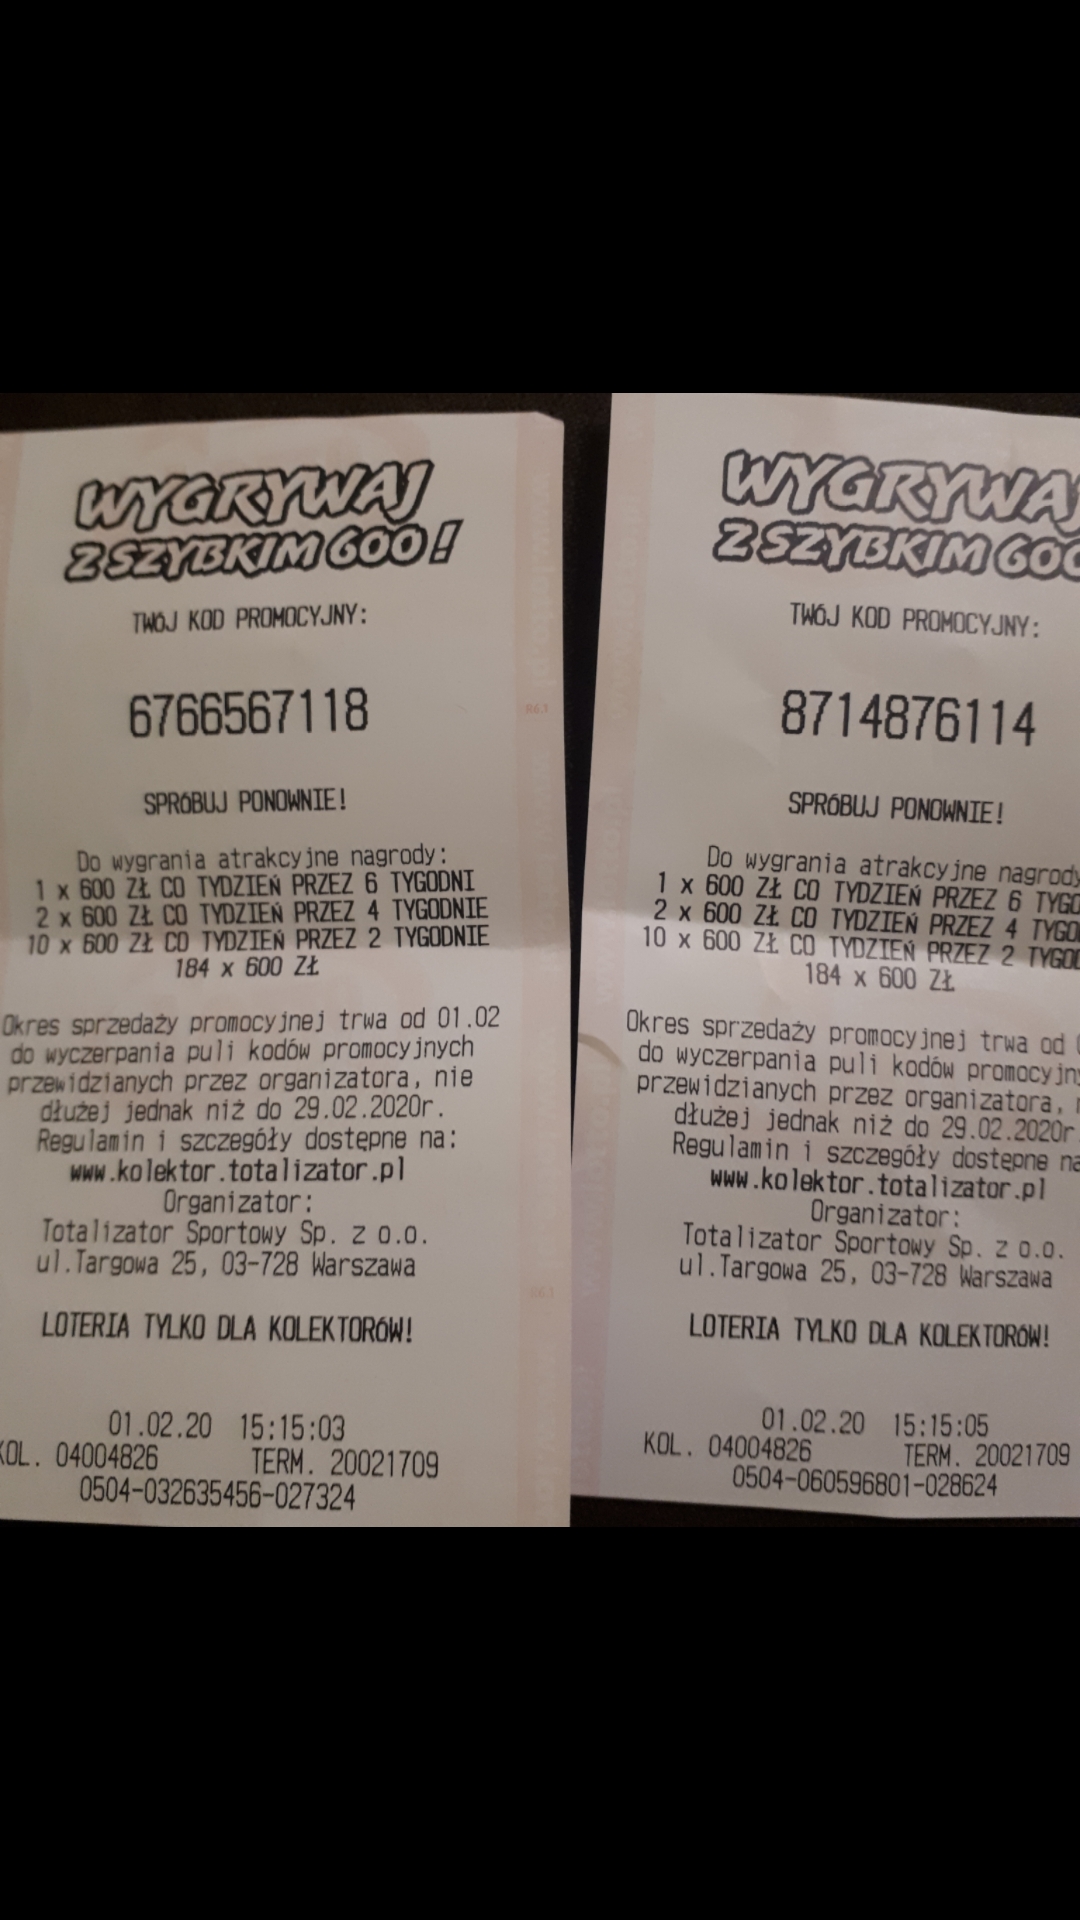 WYGRYWAJ
Z SZYBKIM 600!
TWÓJ KOD PROMOCYJNY:
6766567118
SPRÓBUJ PONOWNIE!
Do wygrania atrakcyjne nagrody:
1 x 600 ZŁ CO TYDZIEŃ PRZEZ 6 TYGODNI
2 x 600 ZŁ CO TYDZIEŃ PRZEZ 4 TYGODNIE
10 x 600 ZŁ CO TYDZIEŃ PRZEZ 2 TYGODNIE
184 x 600 ZŁ
Okres sprzedaży promocyjnej trwa od 01.02
do wyczerpania puli kodów promocyjnych
przewidzianych przez organizatora, nie
dłużej jednak niż do 29.02.2020r.
Regulamin i szczegóły dostępne na:
www.kolektor.totalizator.pl
Organizator:
Totalizator Sportowy Sp. z o.o.
ul.Targowa 25, 03-728 Warszawa
LOTERIA TYLKO DLA KOLEKTORÓW!
01.02.20 15:15:03
KOL. 04004826 TERM. 20021709
0504-032635456-027324
WYGRYWAJ
Z SZYBKIM 600
TWÓJ KOD PROMOCYJNY:
8714876114
SPRÓBUJ PONOWNIE!
Do wygrania atrakcyjne nagrody
1 x 600 ZŁ CO TYDZIEŃ PRZEZ 6 TYGO
2 x 600 ZŁ CO TYDZIEŃ PRZEZ 4 TYGO
10 x 600 ZŁ CO TYDZIEŃ PRZEZ 2 TYGO
184 x 600 ZŁ
Okres sprzedaży promocyjnej trwa od
do wyczerpania puli kodów promocyjn
przewidzianych przez organizatora,
dłużej jednak niż do 29.02.2020r
Regulamin i szczegóły dostępne na
www.kolektor.totalizator.pl
Organizator:
Totalizator Sportowy Sp. z o.o.
ul.Targowa 25, 03-728 Warszawa
LOTERIA TYLKO DLA KOLEKTORÓW!
01.02.20 15:15:05
KOL. 04004826 TERM. 20021709
0504-060596801-028624